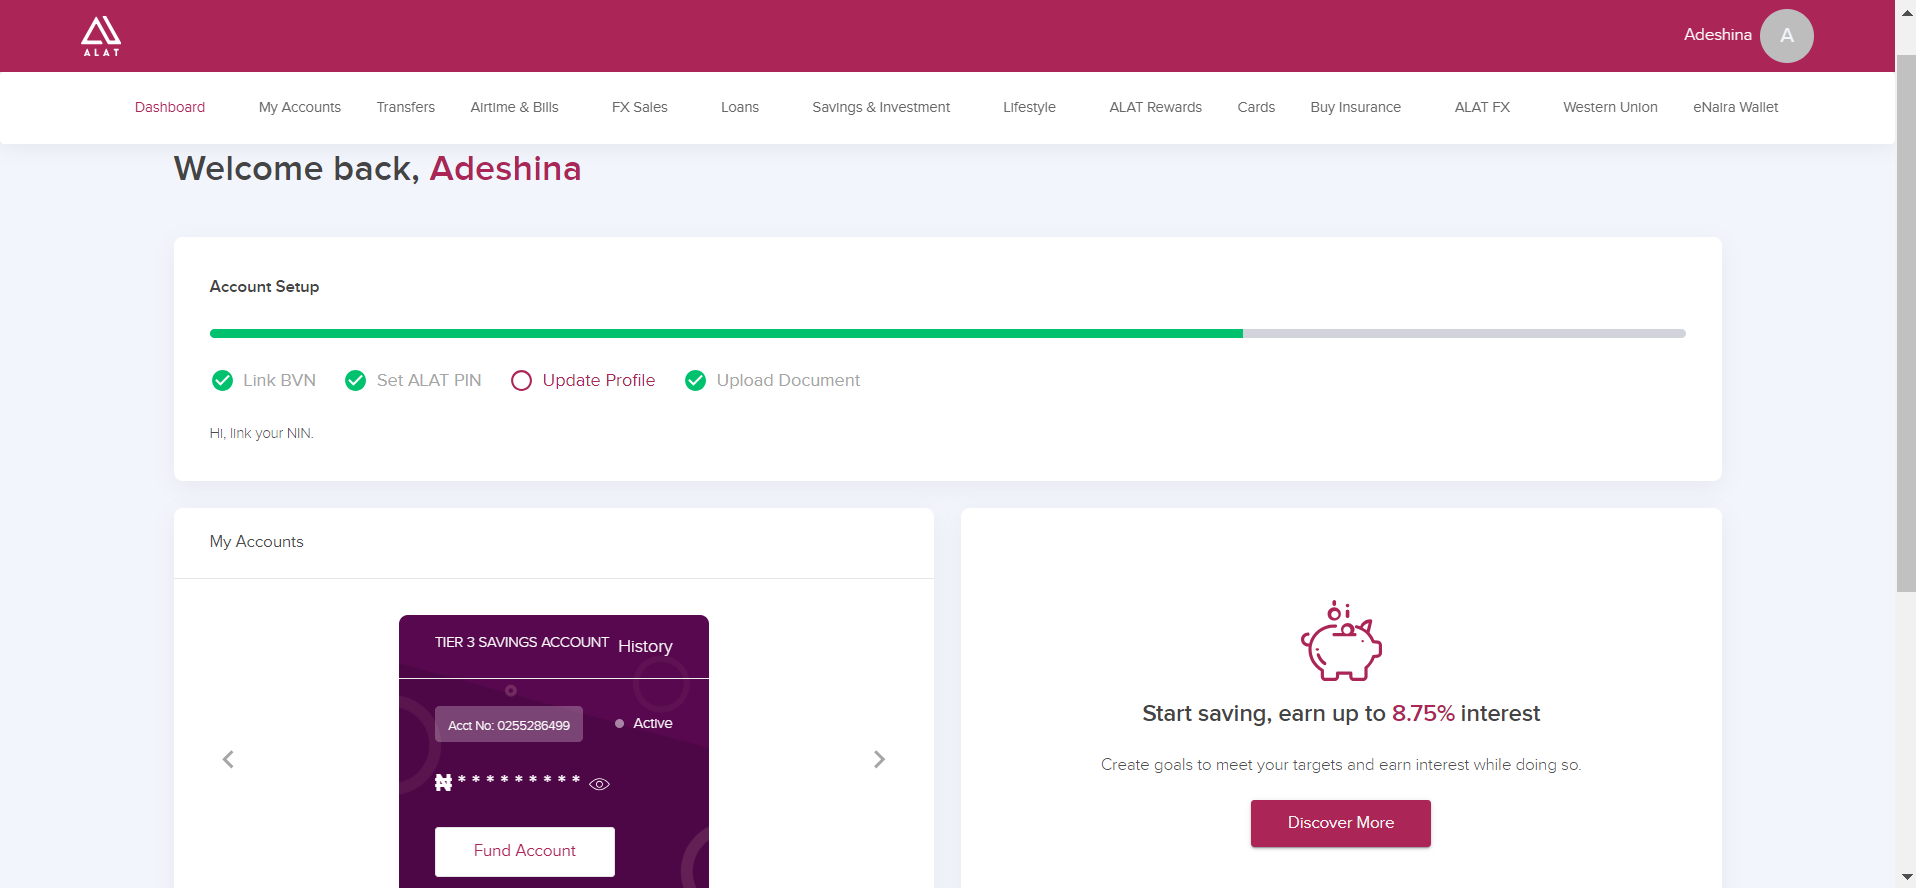 ALAT
Adeshina A
Dashboard My Accounts Transfers Airtime & Bills FX Sales Loans Savings & Investment Lifestyle ALAT Rewards Cards Buy Insurance ALAT FX Western Union eNaira Wallet
Welcome back, Adeshina
Account Setup
Link BVN Set ALAT PIN Update Profile Upload Document
Hi, link your NIN.
My Accounts
TIER 3 SAVINGS ACCOUNT History
Acct No: 0255286499 Active
₦*********
Fund Account
Start saving, earn up to 8.75% interest
Create goals to meet your targets and earn interest while doing so.
Discover More